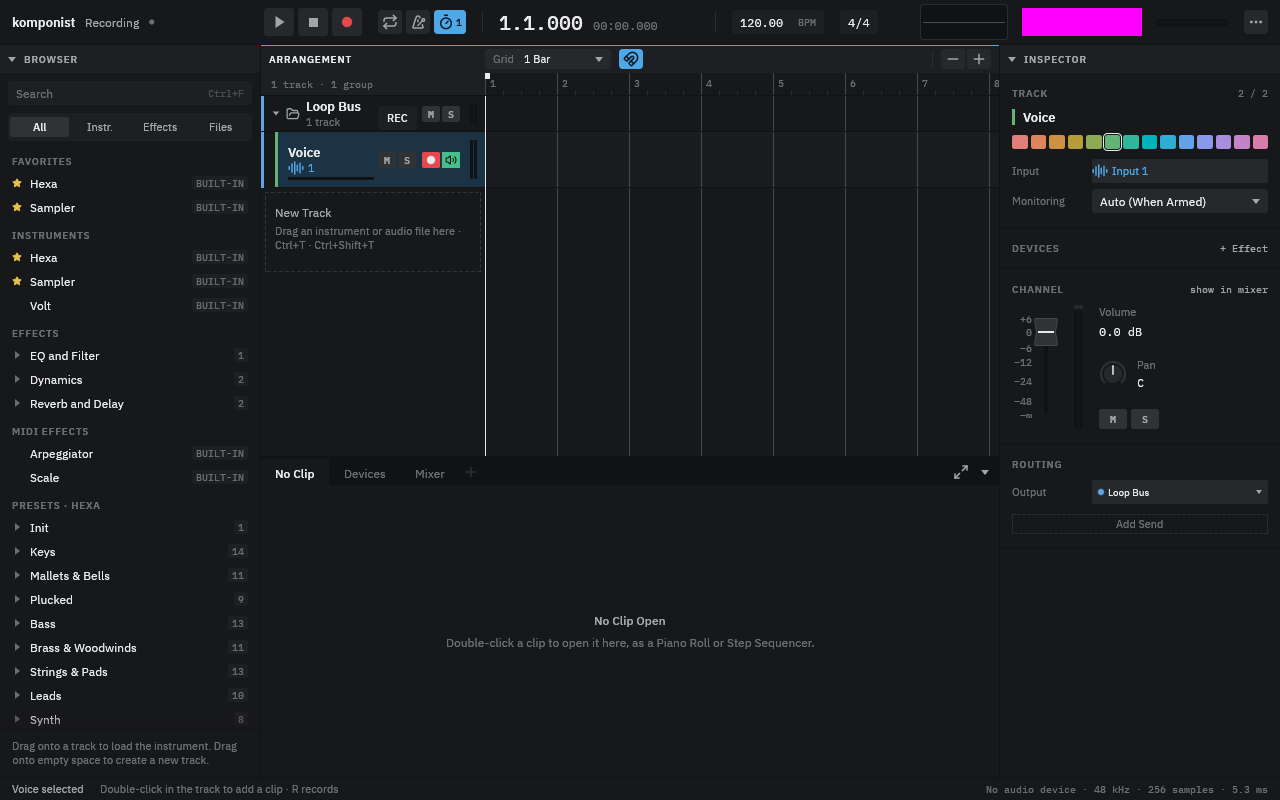 komponist Recording
1
1.1.000 00:00.000
120.00 BPM 4/4
BROWSER
Search Ctrl+F
All Instr. Effects Files
FAVORITES
Hexa BUILT-IN
Sampler BUILT-IN
INSTRUMENTS
Hexa BUILT-IN
Sampler BUILT-IN
Volt BUILT-IN
EFFECTS
EQ and Filter 1
Dynamics 2
Reverb and Delay 2
MIDI EFFECTS
Arpeggiator BUILT-IN
Scale BUILT-IN
PRESETS · HEXA
Init 1
Keys 14
Mallets & Bells 11
Plucked 9
Bass 13
Brass & Woodwinds 11
Strings & Pads 13
Leads 10
Synth 8
Drag onto a track to load the instrument. Drag
onto empty space to create a new track.
ARRANGEMENT Grid 1 Bar
1 track · 1 group
1 2 3 4 5 6 7 8
Loop Bus
1 track
REC
M S
Voice
1
M S
New Track
Drag an instrument or audio file here ·
Ctrl+T · Ctrl+Shift+T
No Clip Devices Mixer
No Clip Open
Double-click a clip to open it here, as a Piano Roll or Step Sequencer.
INSPECTOR
TRACK 2 / 2
Voice
Input Input 1
Monitoring Auto (When Armed)
DEVICES + Effect
CHANNEL show in mixer
+6
0
−6
−12
−24
−48
−∞
Volume
0.0 dB
Pan
C
M S
ROUTING
Output Loop Bus
Add Send
Voice selected Double-click in the track to add a clip · R records
No audio device · 48 kHz · 256 samples · 5.3 ms